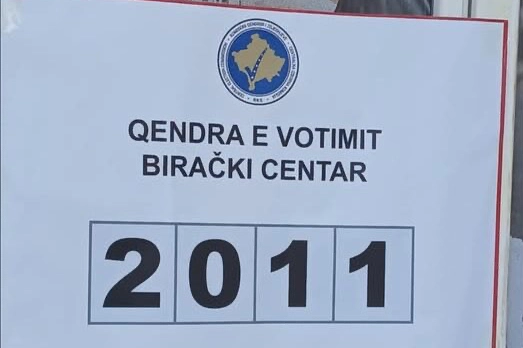 QENDRA E VOTIMIT
BIRAČKI CENTAR
2011